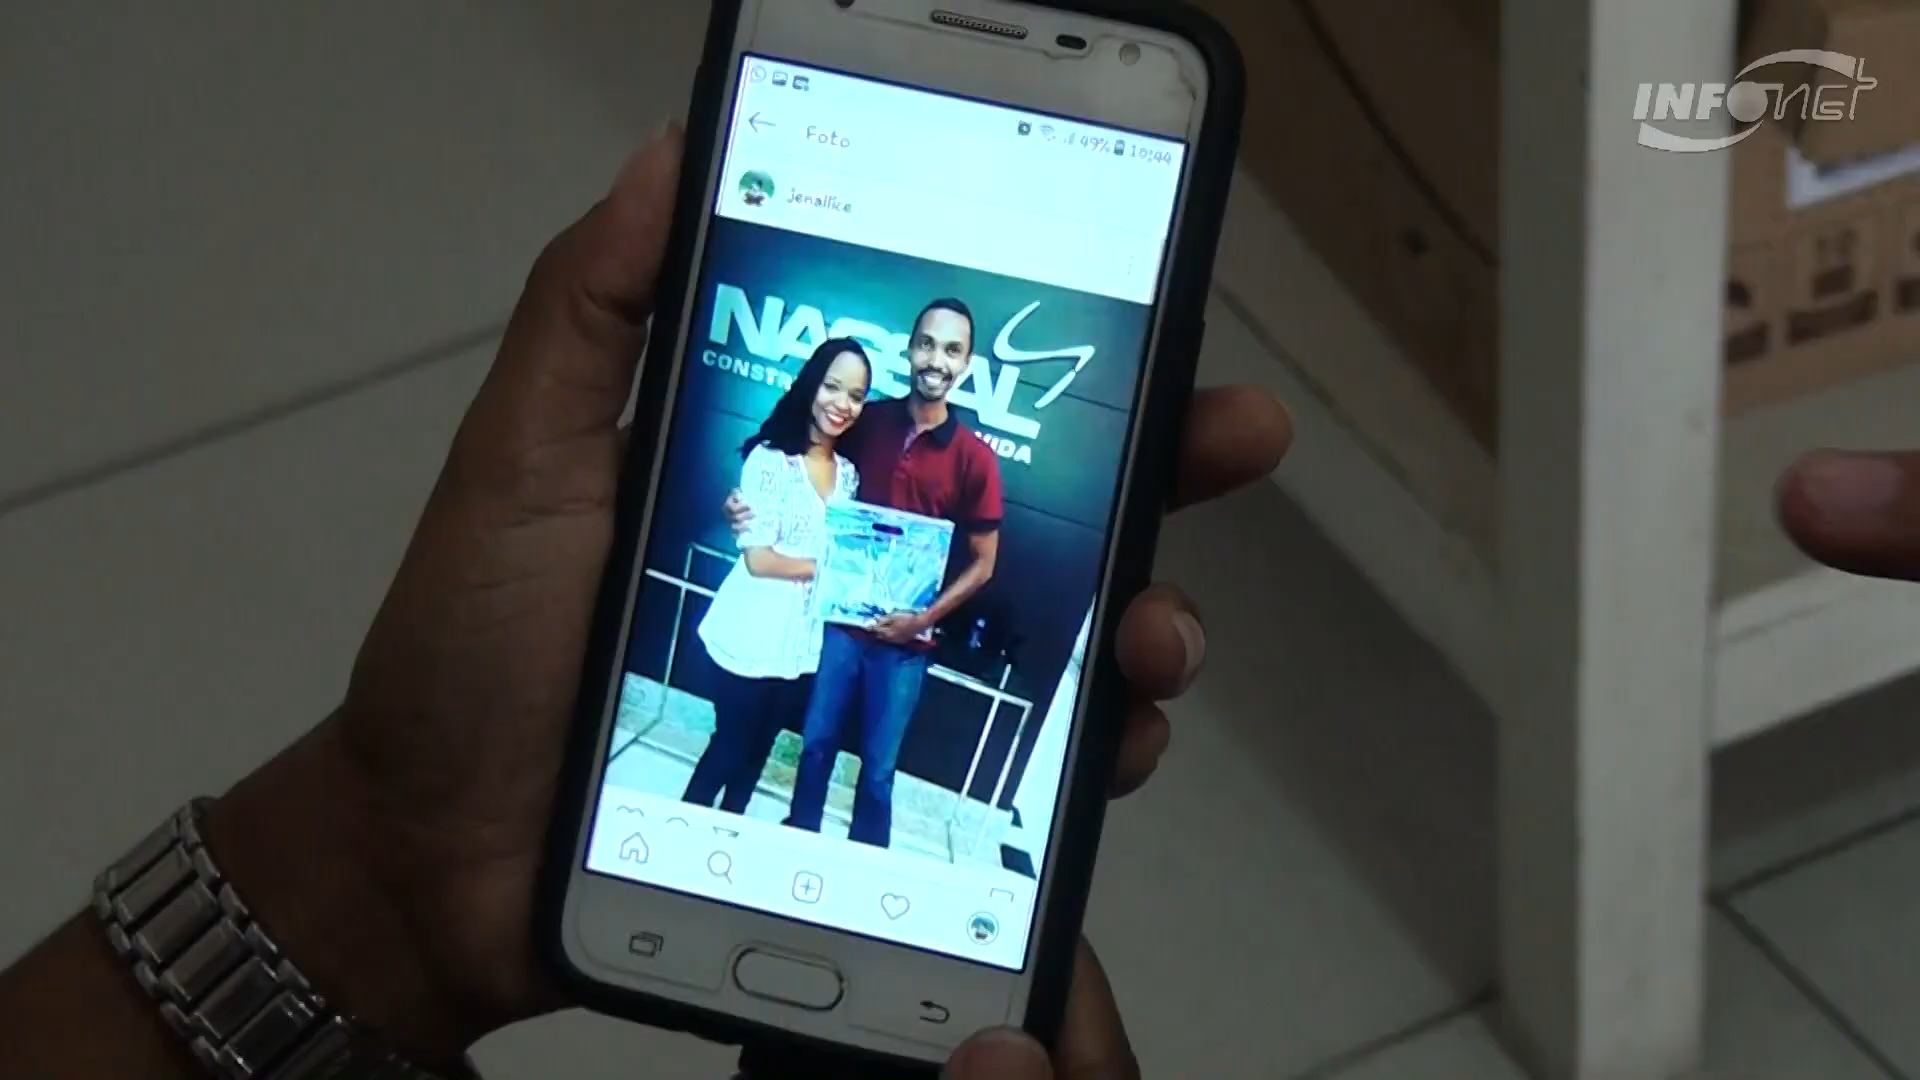 INFONET
49% 10:44
Foto
jenallice
NASSAL
CONSTR
VIDA